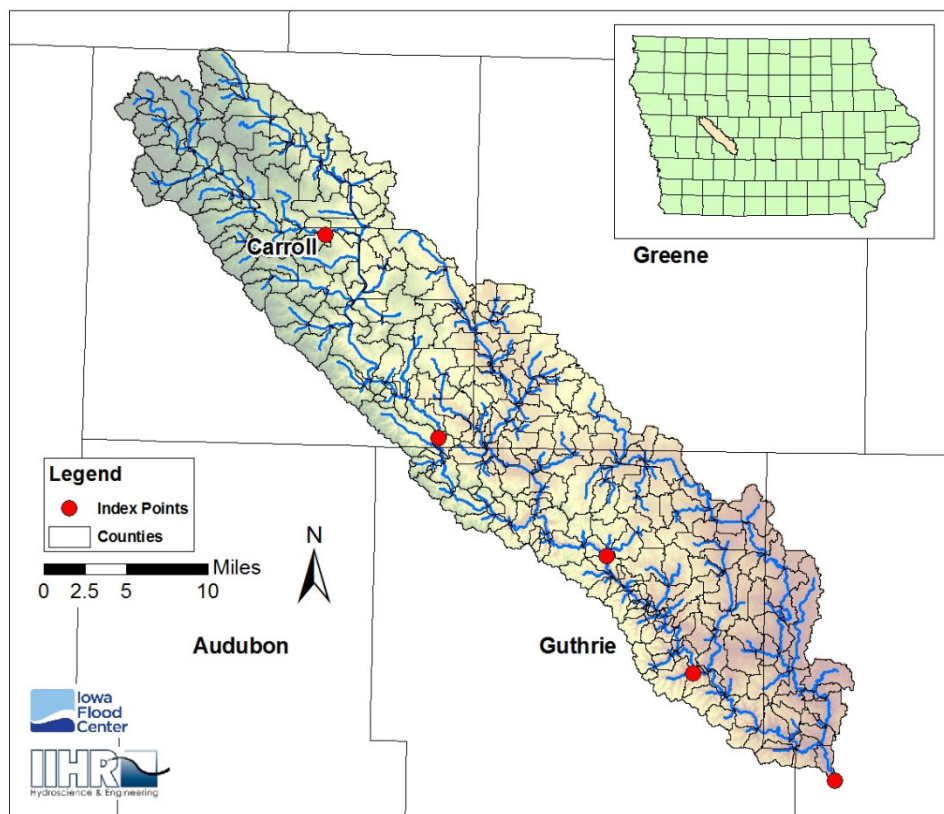 Carroll
Greene
Legend
Index Points
Counties
N
Miles
0 2.5 5 10
Audubon
Guthrie
Iowa
Flood
Center
IIHR
Hydroscience & Engineering